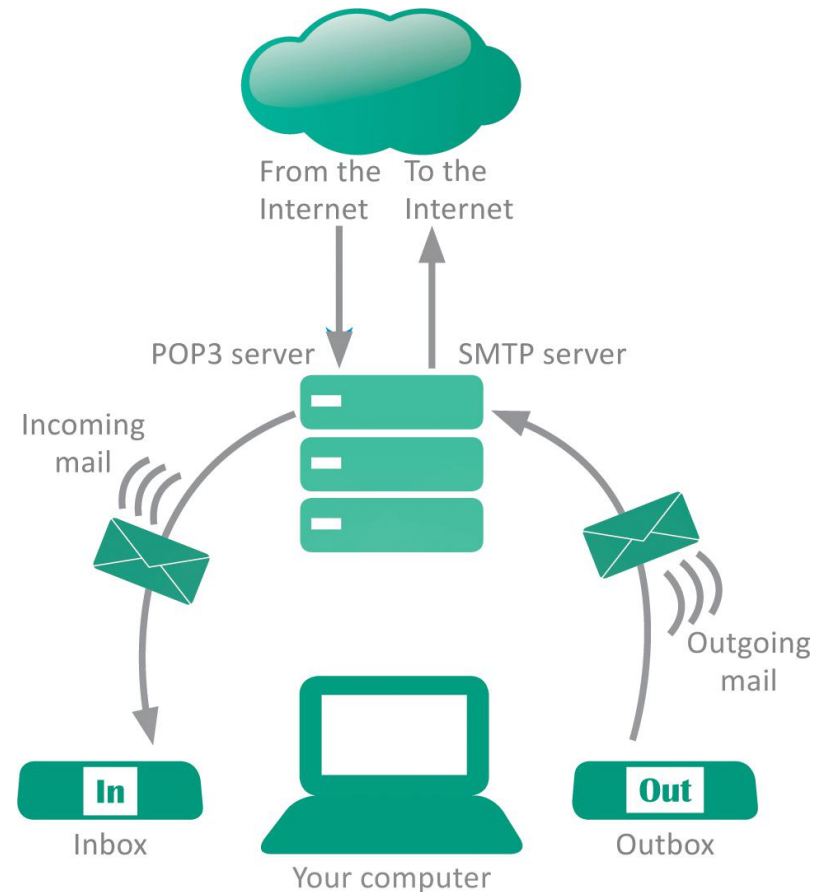 From the
Internet
To the
Internet
POP3 server
SMTP server
Incoming
mail
Outgoing
mail
In
Inbox
Out
Outbox
Your computer